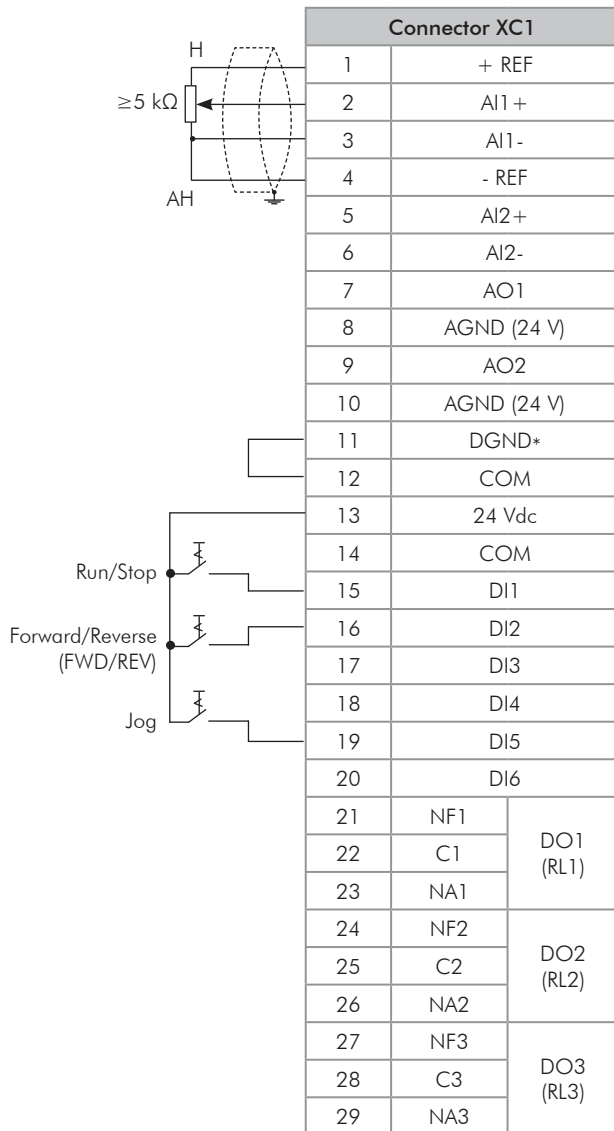 Connector XC1
H
≥5 kΩ
AH
1 + REF
2 AI1+
3 AI1-
4 - REF
5 AI2+
6 AI2-
7 AO1
8 AGND (24 V)
9 AO2
10 AGND (24 V)
11 DGND*
12 COM
13 24 Vdc
14 COM
Run/Stop
15 DI1
Forward/Reverse
(FWD/REV)
16 DI2
17 DI3
18 DI4
Jog
19 DI5
20 DI6
21 NF1
22 C1
23 NA1
DO1
(RL1)
24 NF2
25 C2
26 NA2
DO2
(RL2)
27 NF3
28 C3
29 NA3
DO3
(RL3)